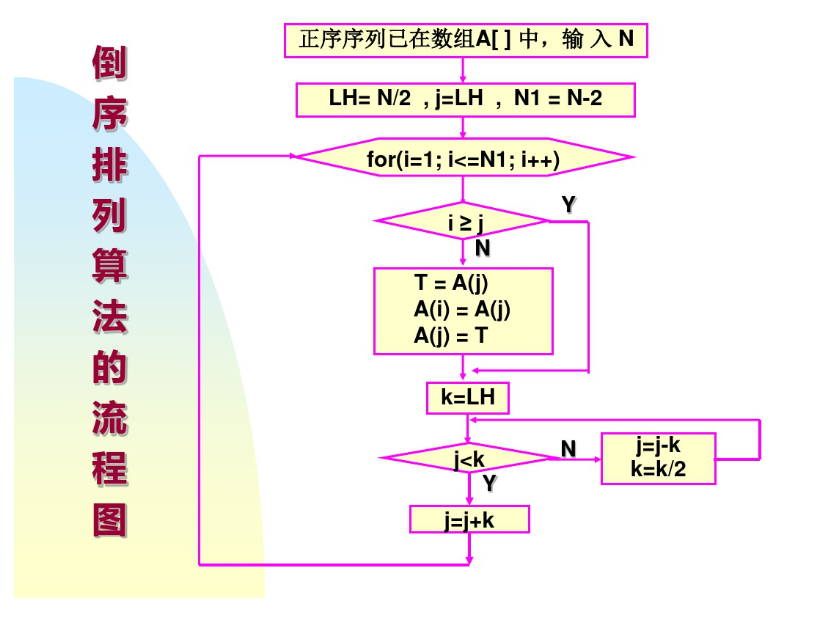 倒序排列算法的流程图
正序序列已在数组A[ ] 中，输 入 N
LH= N/2 , j=LH , N1 = N-2
for(i=1; i<=N1; i++)
i ≥ j
Y
N
T = A(j)
A(i) = A(j)
A(j) = T
k=LH
j<k
N
j=j-k
k=k/2
Y
j=j+k